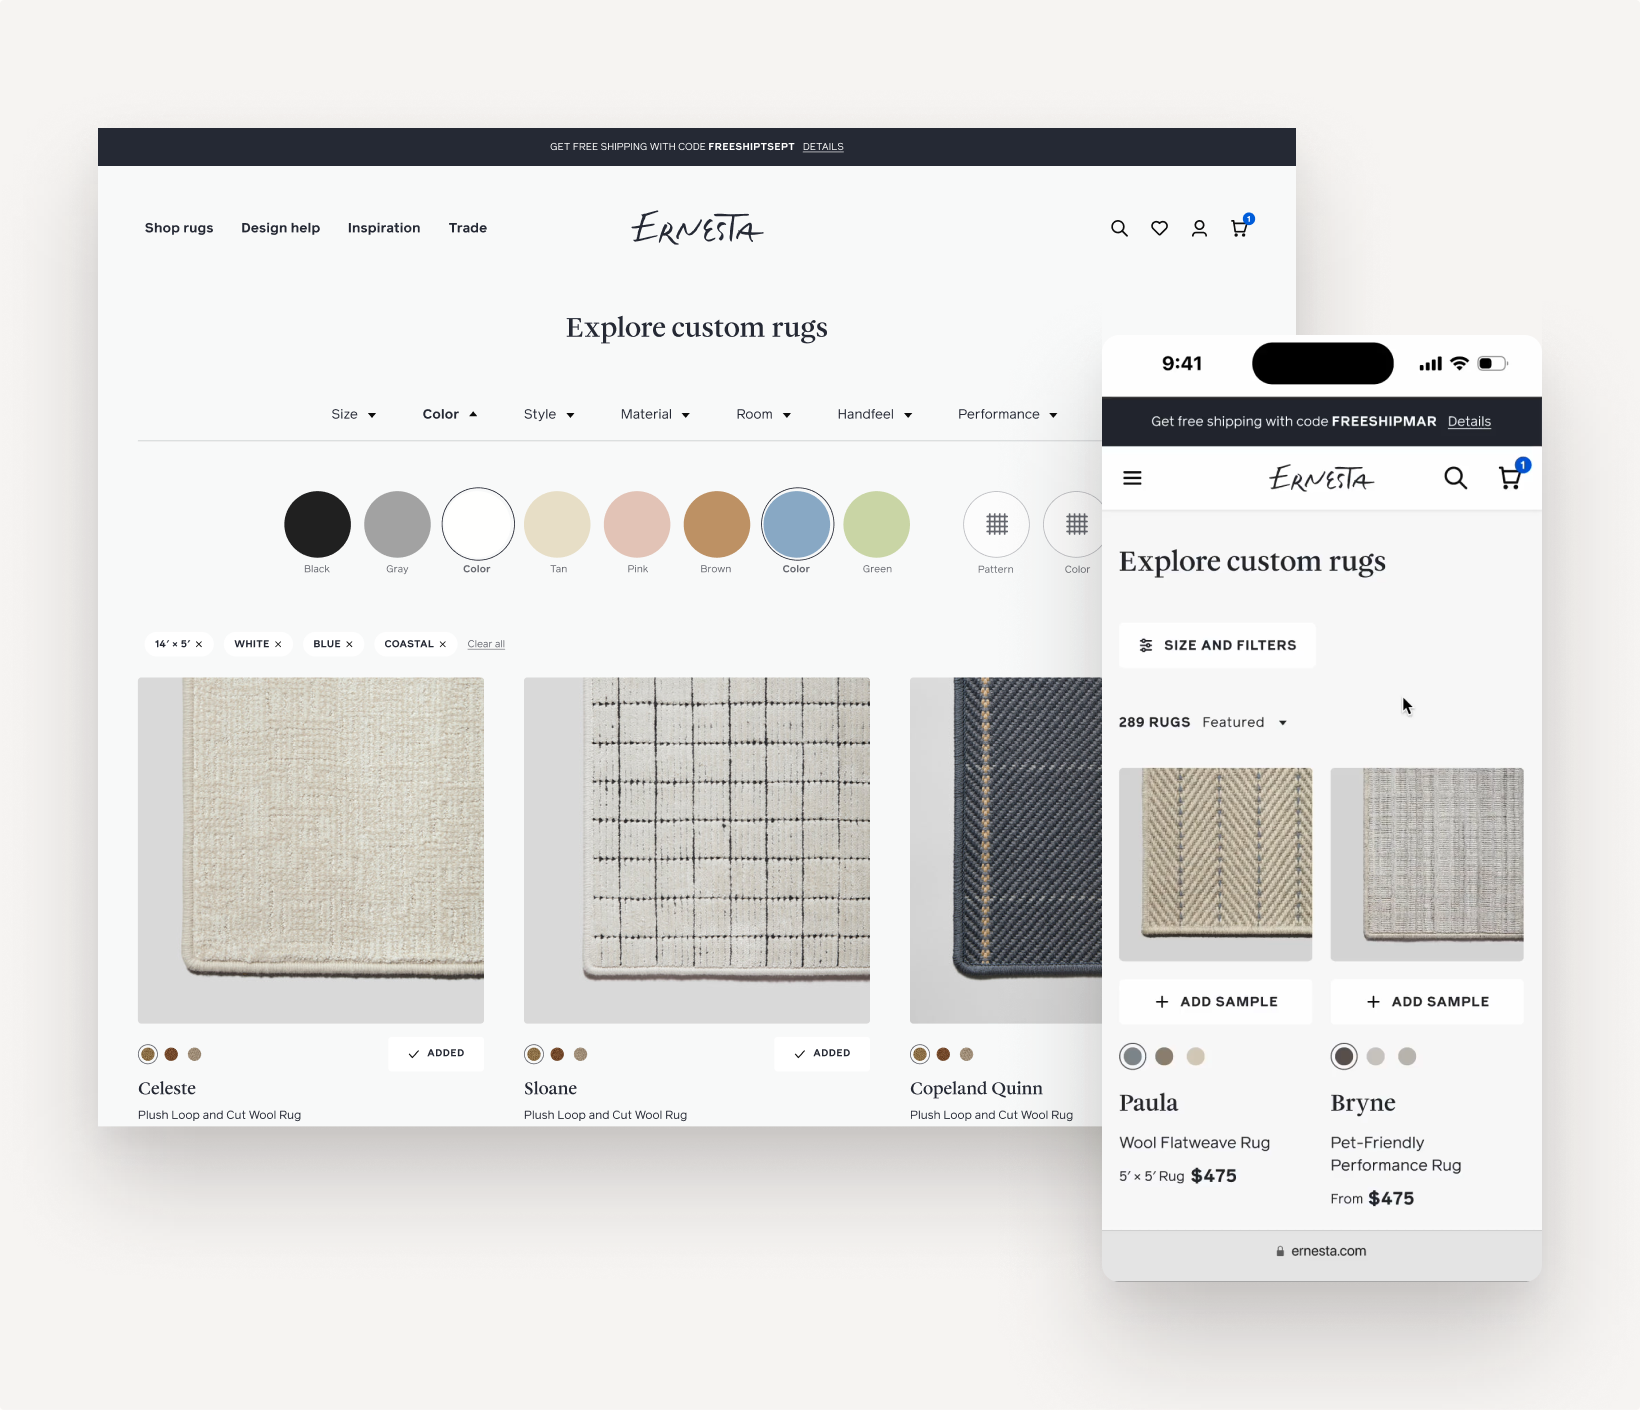 GET FREE SHIPPING WITH CODE FREESHIPTSEPT DETAILS
Shop rugs Design help Inspiration Trade
ERNESTA
1
Explore custom rugs
Size Color Style Material Room Handfeel Performance
Black Gray Color Tan Pink Brown Color Green Pattern Color
14' × 5' × WHITE × BLUE × COASTAL × Clear all
ADDED
Celeste
Plush Loop and Cut Wool Rug
ADDED
Sloane
Plush Loop and Cut Wool Rug
Copeland Quinn
Plush Loop and Cut Wool Rug
9:41
Get free shipping with code FREESHIPMAR Details
ERNESTA
1
Explore custom rugs
SIZE AND FILTERS
289 RUGS Featured
+ ADD SAMPLE
Paula
Wool Flatweave Rug
5' × 5' Rug $475
+ ADD SAMPLE
Bryne
Pet-Friendly
Performance Rug
From $475
ernesta.com